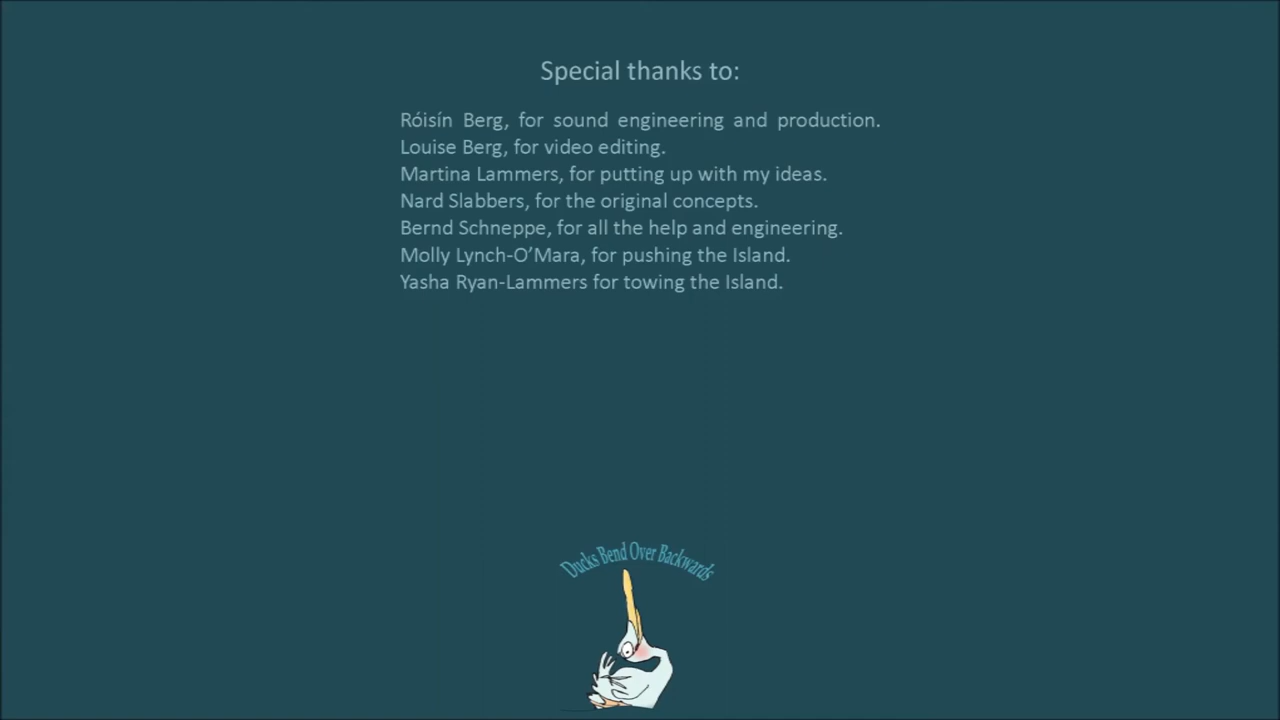 Special thanks to:
Róisín Berg, for sound engineering and production.
Louise Berg, for video editing.
Martina Lammers, for putting up with my ideas.
Nard Slabbers, for the original concepts.
Bernd Schneppe, for all the help and engineering.
Molly Lynch-O’Mara, for pushing the Island.
Yasha Ryan-Lammers for towing the Island.
Ducks Bend Over Backwards